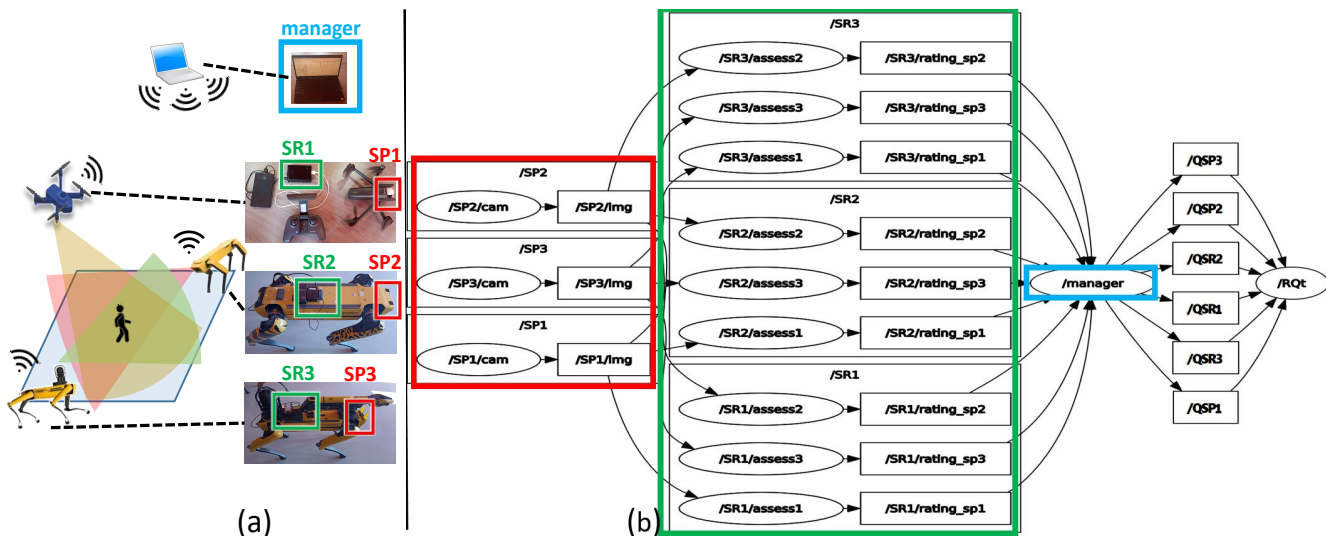 manager
SR1
SP1
SR2
SP2
SR3
SP3
(a)
/SP2
/SP2/cam
/SP2/Img
/SP3
/SP3/cam
/SP3/Img
/SP1
/SP1/cam
/SP1/Img
/SR3
/SR3/assess2
/SR3/rating_sp2
/SR3/assess3
/SR3/rating_sp3
/SR3/assess1
/SR3/rating_sp1
/SR2
/SR2/assess2
/SR2/rating_sp2
/SR2/assess3
/SR2/rating_sp3
/SR2/assess1
/SR2/rating_sp1
/SR1
/SR1/assess2
/SR1/rating_sp2
/SR1/assess3
/SR1/rating_sp3
/SR1/assess1
/SR1/rating_sp1
/manager
/QSP3
/QSP2
/QSR2
/QSR1
/QSR3
/QSP1
/RQt
(b)